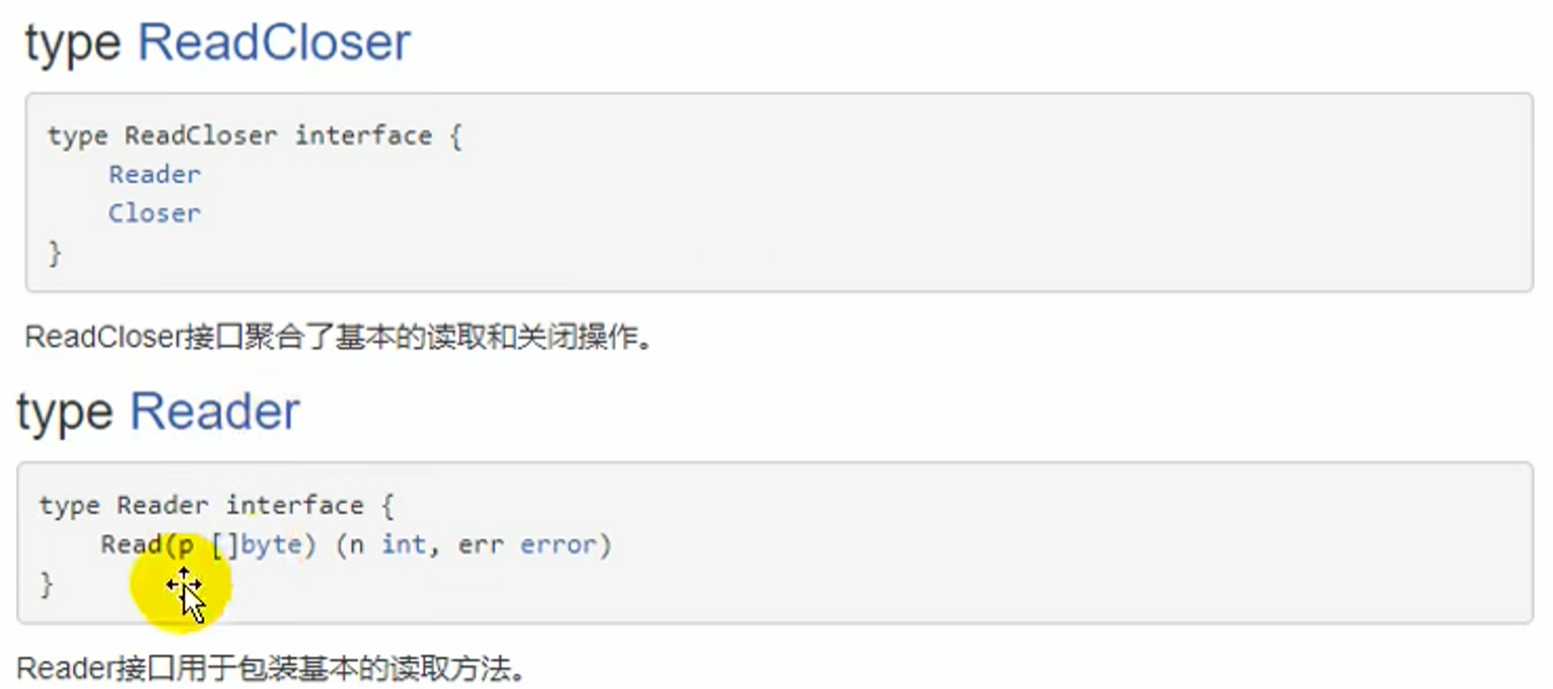 type ReadCloser
type ReadCloser interface {
    Reader
    Closer
}
ReadCloser接口聚合了基本的读取和关闭操作。
type Reader
type Reader interface {
    Read(p []byte) (n int, err error)
}
Reader接口用于包装基本的读取方法。